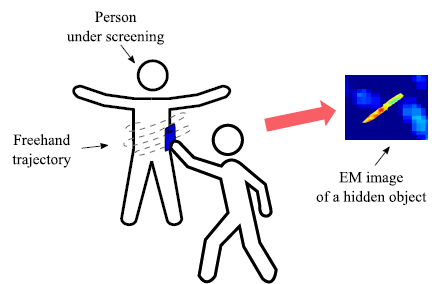 Person
under screening
Freehand
trajectory
EM image
of a hidden object